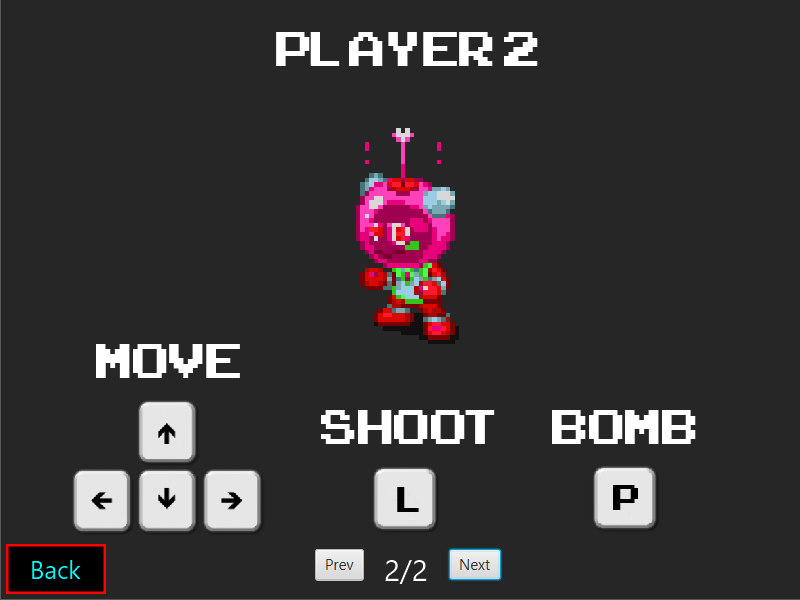 PLAYER 2
MOVE
SHOOT BOMB
↑
← ↓ →
L P
Back
Prev 2/2 Next